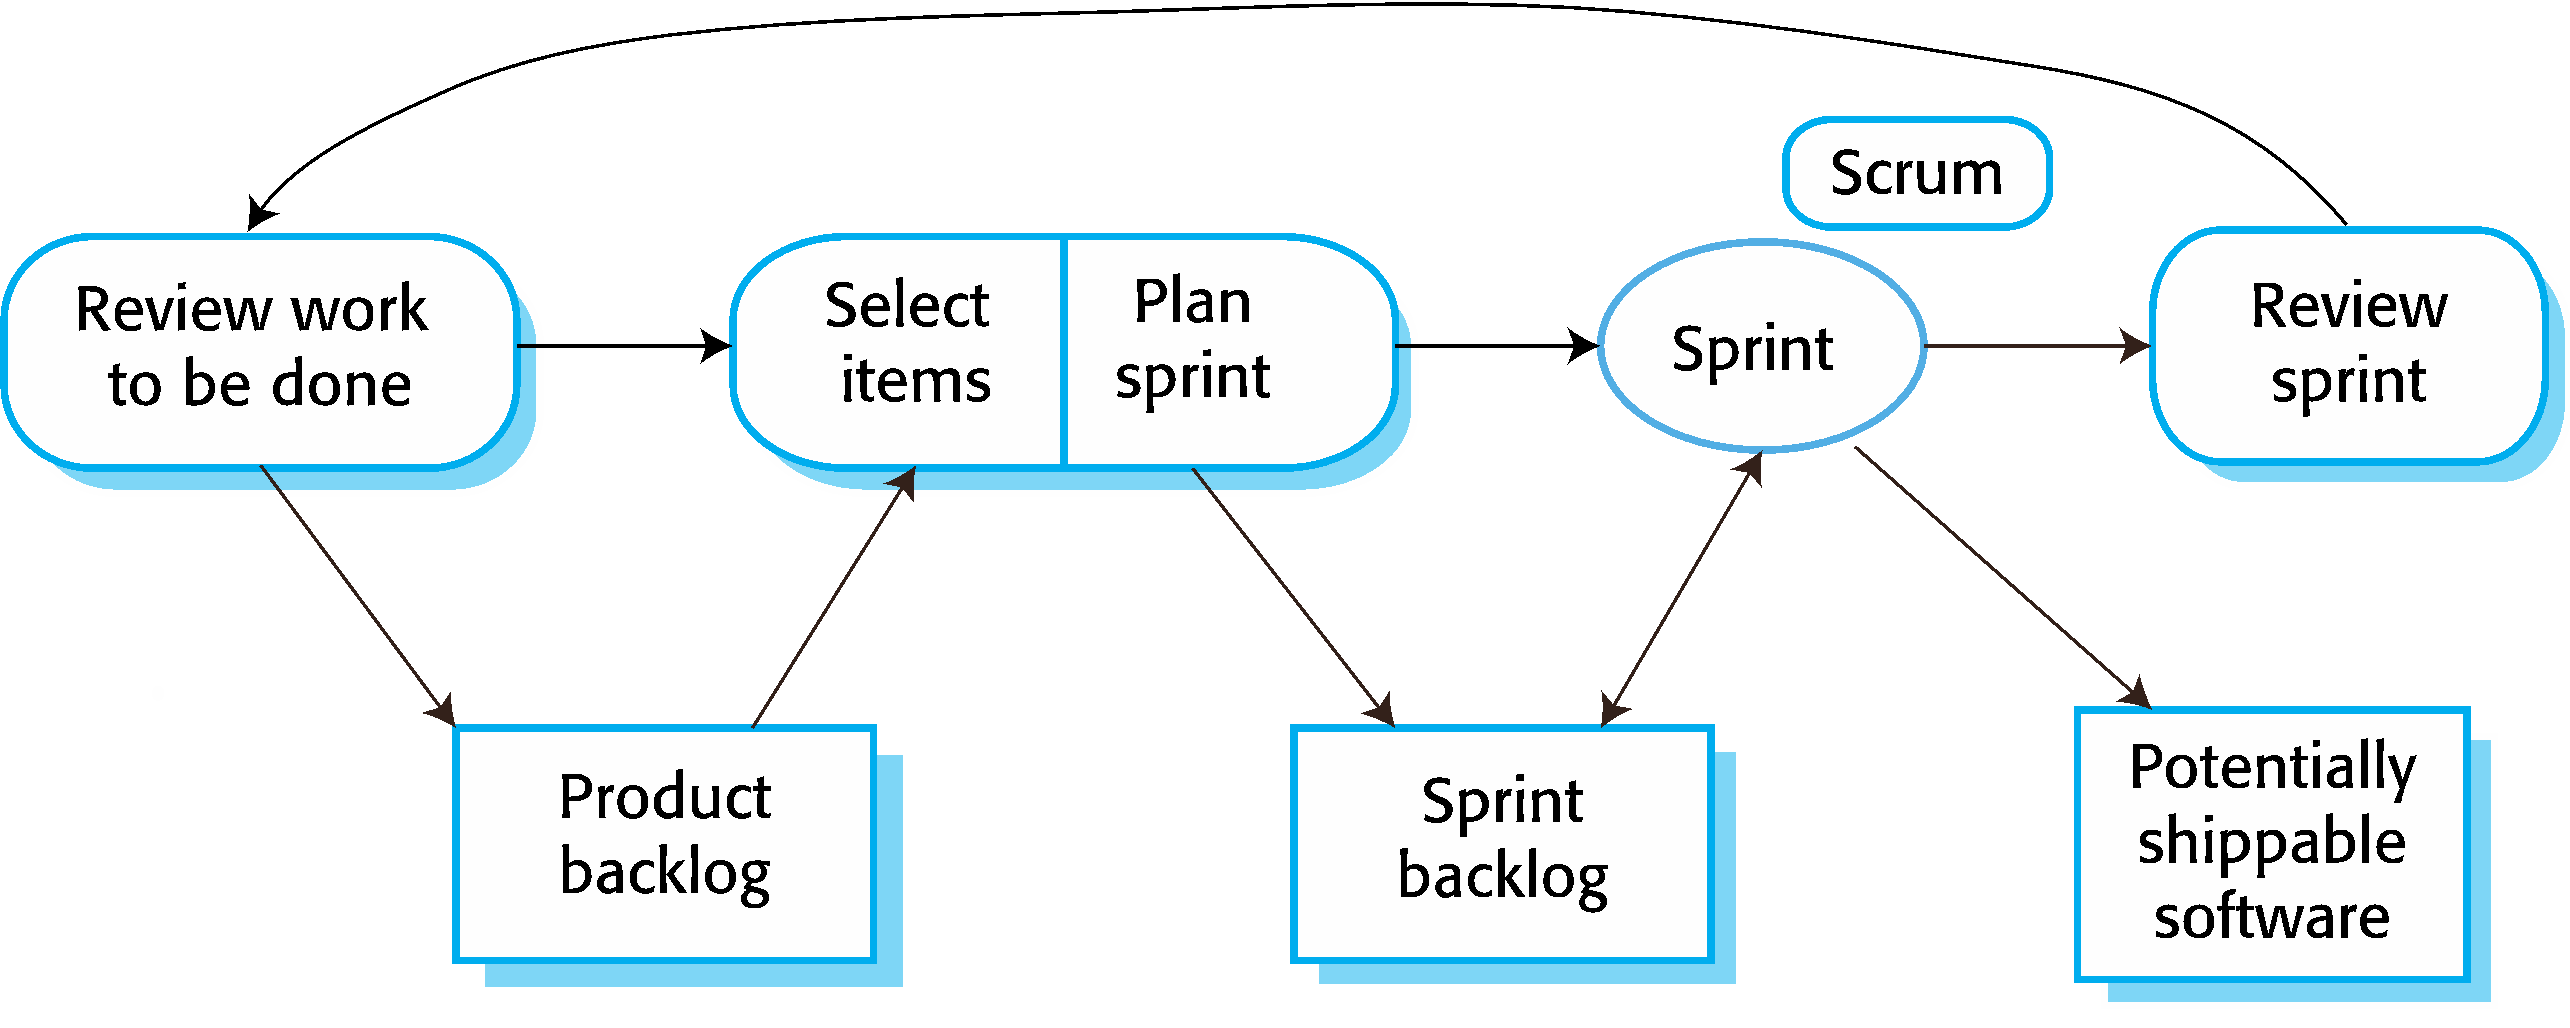 Scrum
Review work
to be done
Select
items
Plan
sprint
Sprint
Review
sprint
Product
backlog
Sprint
backlog
Potentially
shippable
software